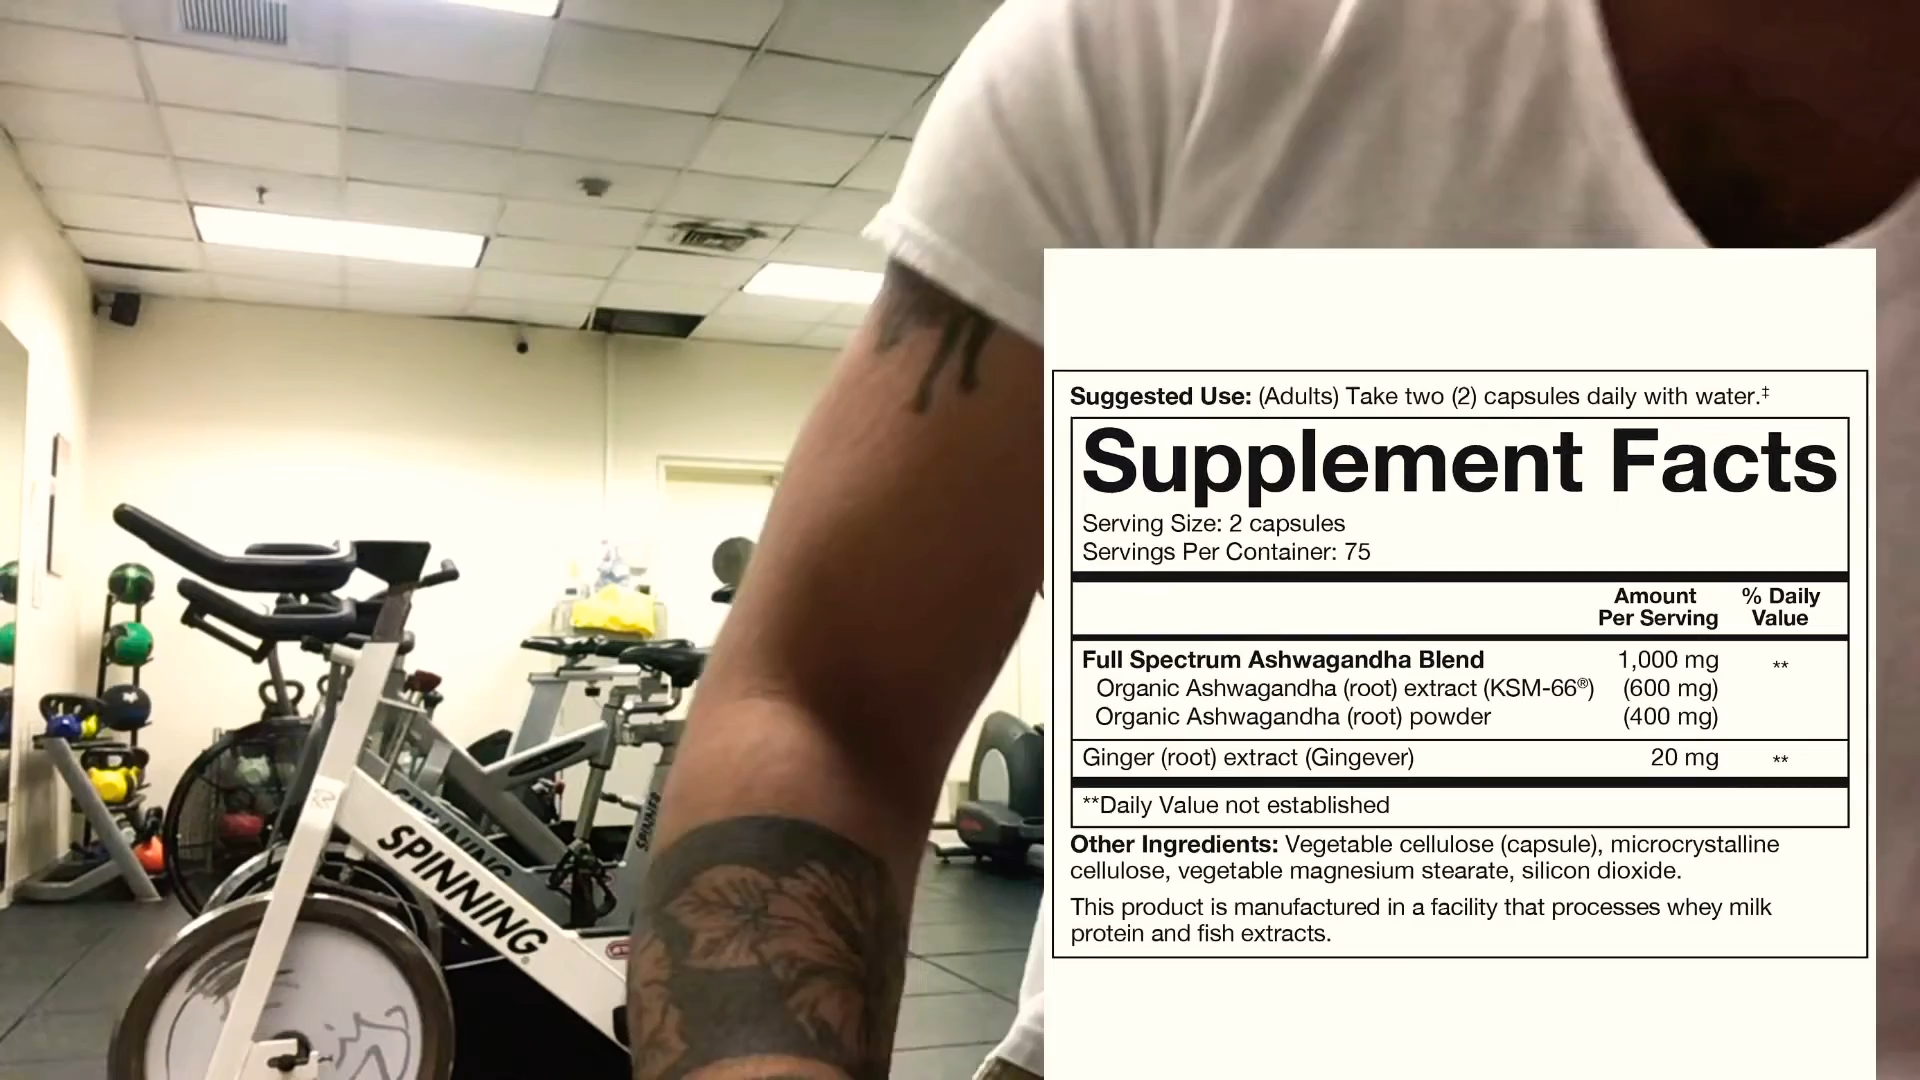 Suggested Use: (Adults) Take two (2) capsules daily with water.‡
Supplement Facts
Serving Size: 2 capsules
Servings Per Container: 75
Amount Per Serving
% Daily Value
Full Spectrum Ashwagandha Blend 1,000 mg **
Organic Ashwagandha (root) extract (KSM-66®) (600 mg)
Organic Ashwagandha (root) powder (400 mg)
Ginger (root) extract (Gingever) 20 mg **
**Daily Value not established
Other Ingredients: Vegetable cellulose (capsule), microcrystalline
cellulose, vegetable magnesium stearate, silicon dioxide.
This product is manufactured in a facility that processes whey milk
protein and fish extracts.
SPINNING®
SPINNING
SPINNER